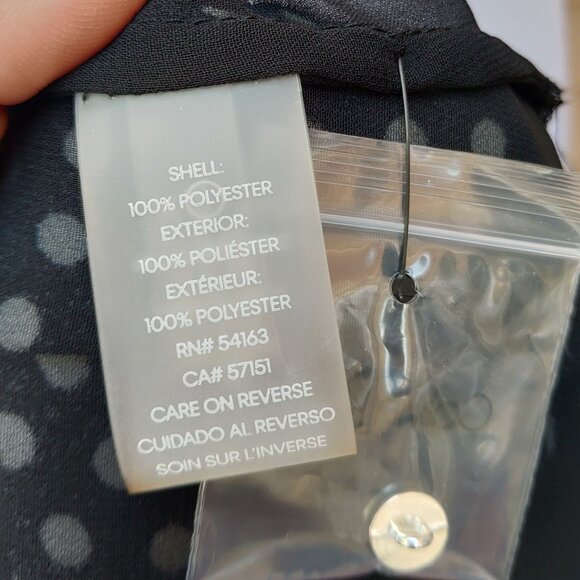 SHELL:
100% POLYESTER
EXTERIOR:
100% POLIÉSTER
EXTÉRIEUR:
100% POLYESTER
RN# 54163
CA# 57151
CARE ON REVERSE
CUIDADO AL REVERSO
SOIN SUR L'INVERSE